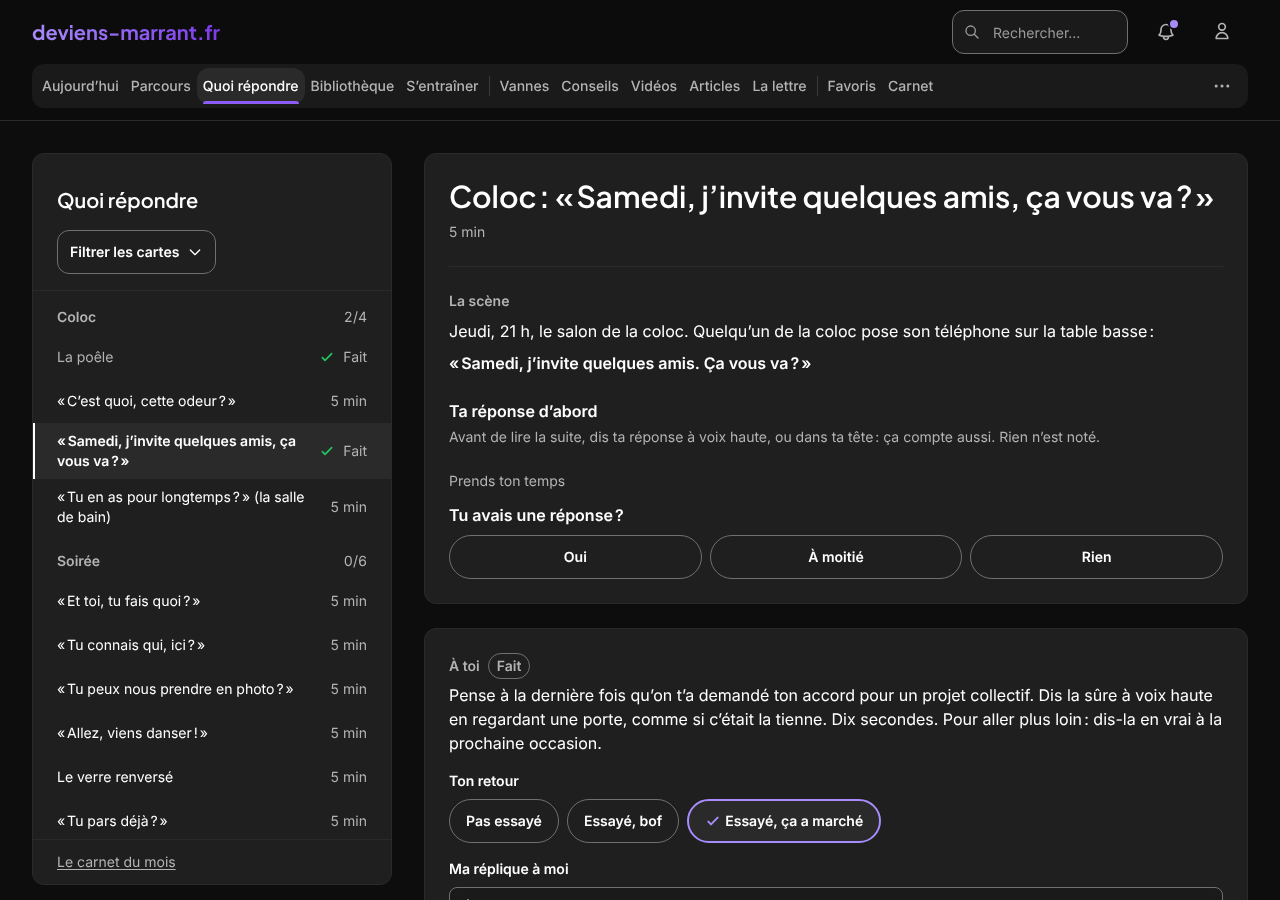 deviens-marrant.fr
Rechercher...
Aujourd’hui Parcours Quoi répondre Bibliothèque S’entraîner Vannes Conseils Vidéos Articles La lettre Favoris Carnet
Quoi répondre
Filtrer les cartes
Coloc 2/4
La poêle Fait
« C’est quoi, cette odeur ? » 5 min
« Samedi, j’invite quelques amis, ça
vous va ? » Fait
« Tu en as pour longtemps ? » (la salle
de bain) 5 min
Soirée 0/6
« Et toi, tu fais quoi ? » 5 min
« Tu connais qui, ici ? » 5 min
« Tu peux nous prendre en photo ? » 5 min
« Allez, viens danser ! » 5 min
Le verre renversé 5 min
« Tu pars déjà ? » 5 min
Le carnet du mois
Coloc : « Samedi, j’invite quelques amis, ça vous va ? »
5 min
La scène
Jeudi, 21 h, le salon de la coloc. Quelqu’un de la coloc pose son téléphone sur la table basse :
« Samedi, j’invite quelques amis. Ça vous va ? »
Ta réponse d’abord
Avant de lire la suite, dis ta réponse à voix haute, ou dans ta tête : ça compte aussi. Rien n’est noté.
Prends ton temps
Tu avais une réponse ?
Oui À moitié Rien
À toi Fait
Pense à la dernière fois qu’on t’a demandé ton accord pour un projet collectif. Dis la sûre à voix haute
en regardant une porte, comme si c’était la tienne. Dix secondes. Pour aller plus loin : dis-la en vrai à la
prochaine occasion.
Ton retour
Pas essayé Essayé, bof Essayé, ça a marché
Ma réplique à moi